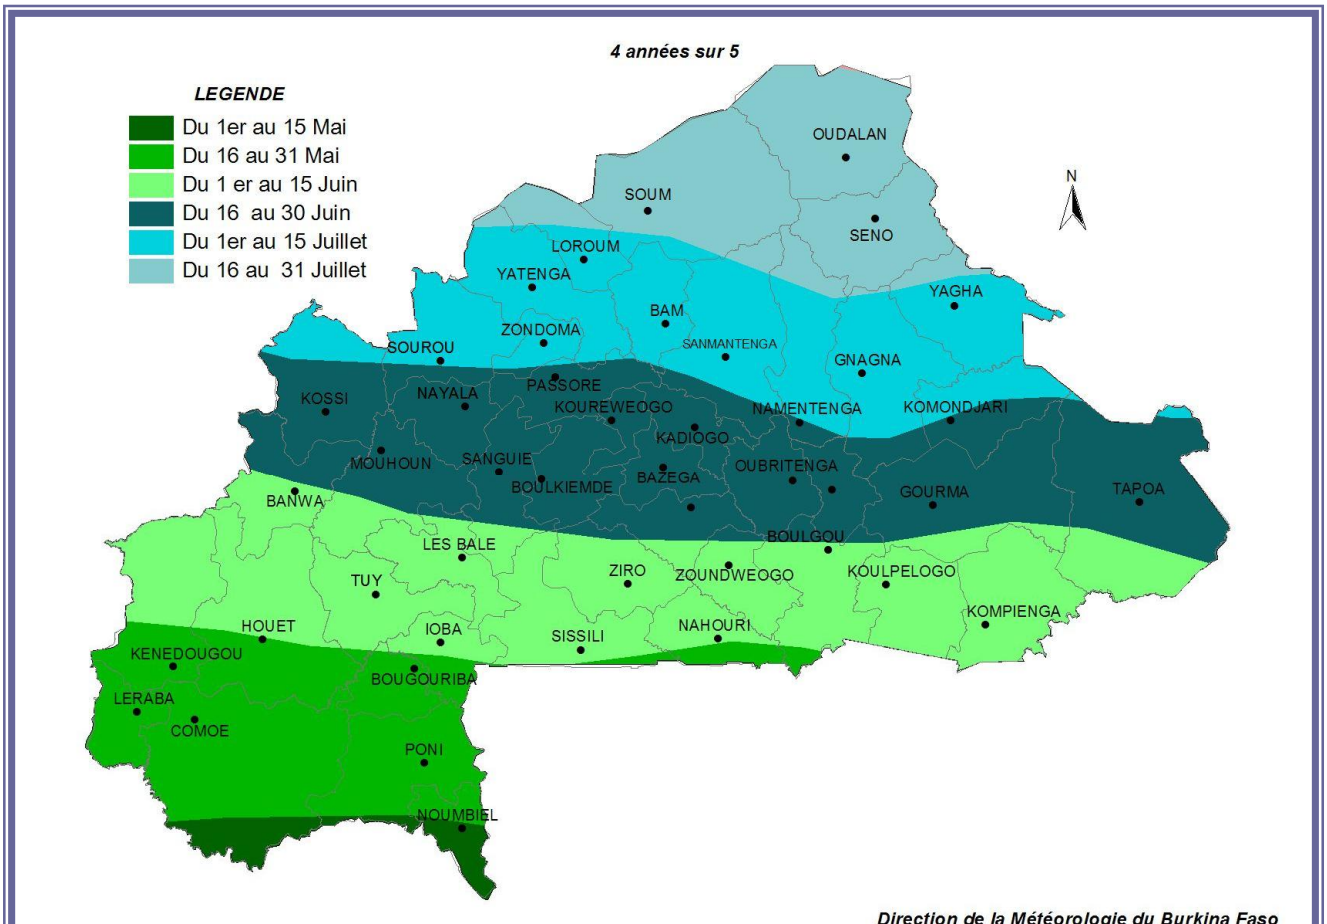 4 années sur 5
LEGENDE
Du 1er au 15 Mai
Du 16 au 31 Mai
Du 1 er au 15 Juin
Du 16 au 30 Juin
Du 1er au 15 Juillet
Du 16 au 31 Juillet
N
OUDALAN
SOUM
SENO
LOROUM
YATENGA
YAGHA
BAM
ZONDOMA
SANMANTENGA
SOUROU
GNAGNA
PASSORE
NAYALA
KOSSI
KOUREWEOGO
NAMENTENGA
KOMONDJARI
KADIOGO
MOUHOUN
SANGUIE
OUBRITENGA
BAZEGA
BOULKIEMDE
GOURMA
TAPOA
BANWA
BOULGOU
LES BALE
ZIRO
ZOUNDWEOGO
KOULPELOGO
TUY
KOMPIENGA
HOUET
IOBA
SISSILI
NAHOURI
KENEDOUGOU
BOUGOURIBA
LERABA
COMOE
PONI
NOUMBIEL
Direction de la Météorologie du Burkina Faso